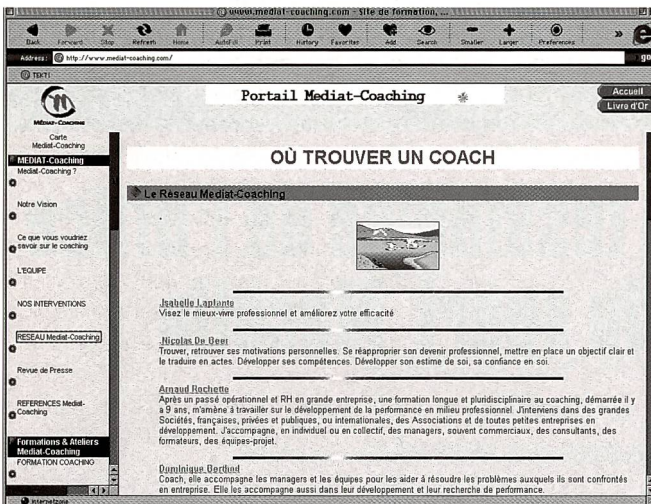 www.mediat-coaching.com - Site de formation, ...
Back Forward Stop Refresh Home AutoFill Print History Favorites Add Search Smaller Larger Preferences »
Address: http://www.mediat-coaching.com/ go
TEXT1
MÉDIAT-COACHING
Portail Mediat-Coaching
Accueil
Livre d'Or
Carte
Mediat-Coaching
MEDIAT-Coaching
Mediat-Coaching ?
Notre Vision
Ce que vous voudriez
savoir sur le coaching
L'EQUIPE
NOS INTERVENTIONS
RESEAU Mediat-Coaching
Revue de Presse
REFERENCES Mediat-
Coaching
Formations & Ateliers
Mediat-Coaching
FORMATION COACHING
OÙ TROUVER UN COACH
Le Réseau Mediat-Coaching
Isabelle Laplante
Visez le mieux-vivre professionnel et améliorez votre efficacité
Nicolas De Beer
Trouver, retrouver ses motivations personnelles. Se réapproprier son devenir professionnel, mettre en place un objectif clair et
le traduire en actes. Développer ses compétences. Développer son estime de soi, sa confiance en soi.
Arnaud Rochette
Après un passé opérationnel et RH en grande entreprise, une formation longue et pluridisciplinaire au coaching, démarrée il y
a 9 ans, m'amène à travailler sur le développement de la performance en milieu professionnel. J'interviens dans des grandes
Sociétés, françaises, privées et publiques, ou internationales, des Associations et de toutes petites entreprises en
développement. J'accompagne, en individuel ou en collectif, des managers, souvent commerciaux, des consultants, des
formateurs, des équipes-projet.
Dominique
Coach, elle accompagne les managers et les équipes pour les aider à résoudre les problèmes auxquels ils sont confrontés
en entreprise. Elle les accompagne aussi dans leur développement et leur recherche de performance.
Internetzone